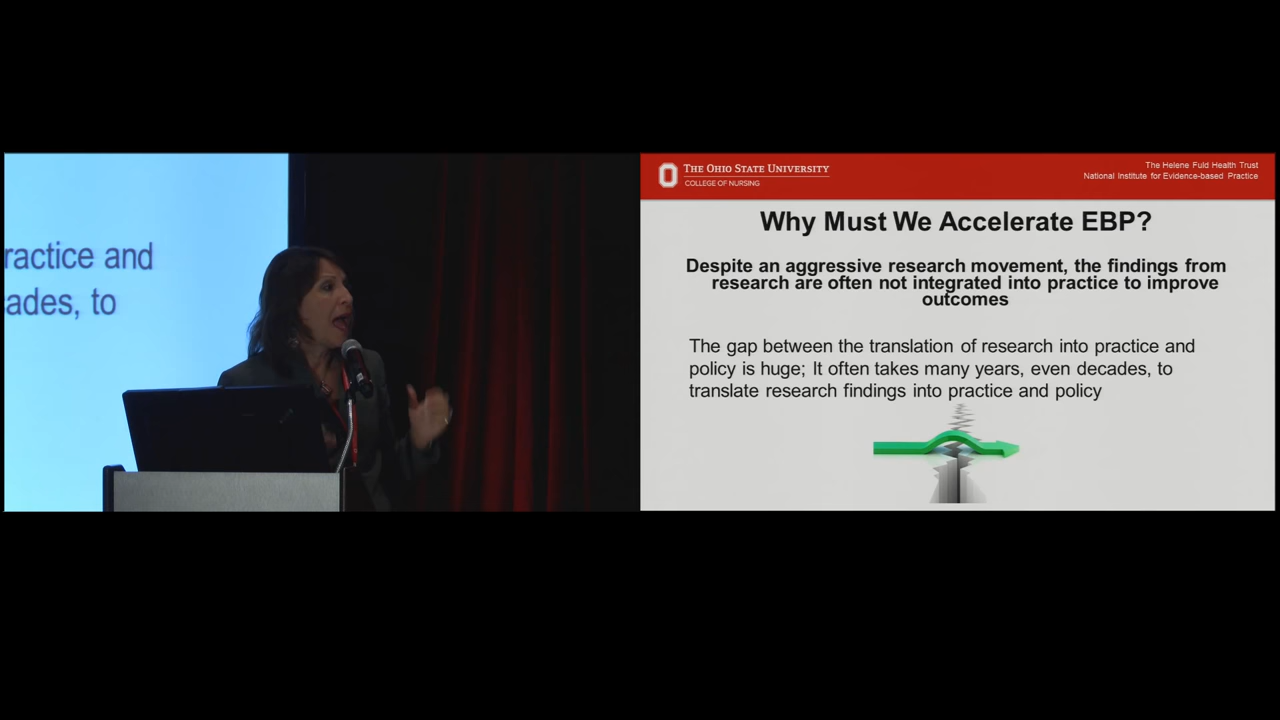 ractice and
ades, to
THE OHIO STATE UNIVERSITY
COLLEGE OF NURSING
The Helene Fuld Health Trust
National Institute for Evidence-based Practice
Why Must We Accelerate EBP?
Despite an aggressive research movement, the findings from
research are often not integrated into practice to improve
outcomes
The gap between the translation of research into practice and
policy is huge; It often takes many years, even decades, to
translate research findings into practice and policy